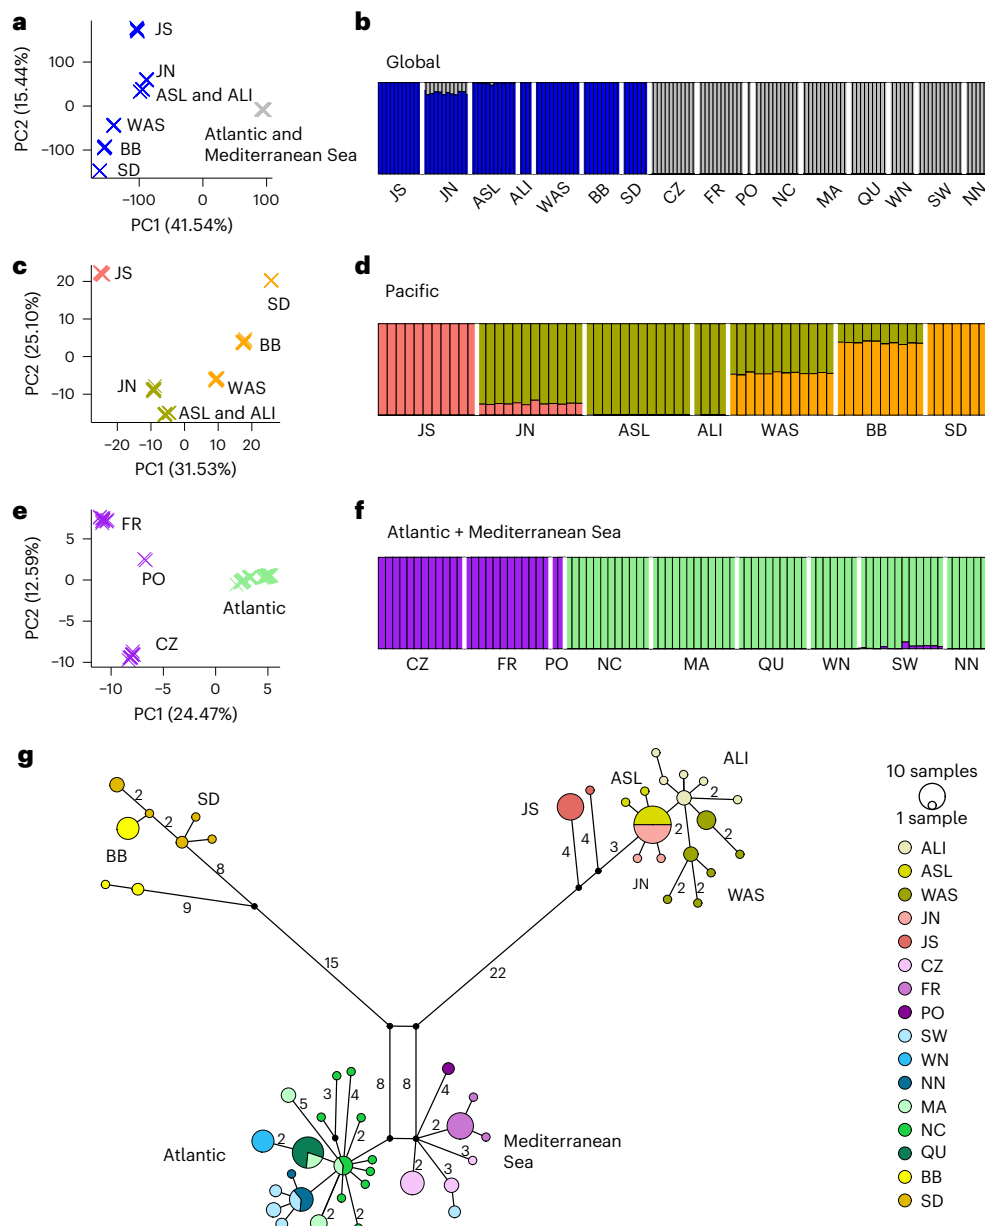 a
PC2 (15.44%)
100
0
−100
JS
JN
ASL and ALI
WAS
BB
SD
Atlantic and
Mediterranean Sea
−100 0 100
PC1 (41.54%)
b
Global
JS JN ASL ALI WAS BB SD CZ FR PO NC MA QU WN SW NN
c
PC2 (25.10%)
20
10
0
−10
JS
SD
BB
JN
WAS
ASL and ALI
−20 −10 0 10 20
PC1 (31.53%)
d
Pacific
JS JN ASL ALI WAS BB SD
e
PC2 (12.59%)
5
0
−5
−10
FR
PO
Atlantic
CZ
−10 −5 0 5
PC1 (24.47%)
f
Atlantic + Mediterranean Sea
CZ FR PO NC MA QU WN SW NN
g
SD
2
2
BB
8
9
15
JS
4
4
3
ASL
JN
2
ALI
2
2
2
2
WAS
22
8
8
Atlantic
5
3
4
2
2
2
2
Mediterranean
Sea
4
2
3
2
3
10 samples
1 sample
ALI
ASL
WAS
JN
JS
CZ
FR
PO
SW
WN
NN
MA
NC
QU
BB
SD